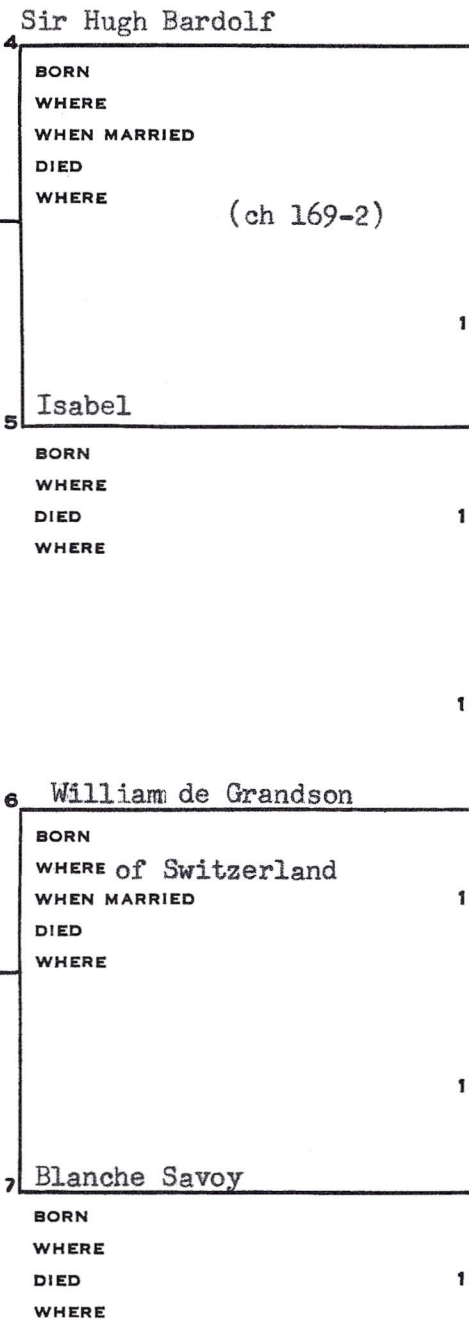 Sir Hugh Bardolf
4
BORN
WHERE
WHEN MARRIED
DIED
WHERE
(ch 169-2)
1
Isabel
5
BORN
WHERE
DIED 1
WHERE
1
6 William de Grandson
BORN
WHERE of Switzerland
WHEN MARRIED 1
DIED
WHERE
1
7 Blanche Savoy
BORN
WHERE
DIED 1
WHERE